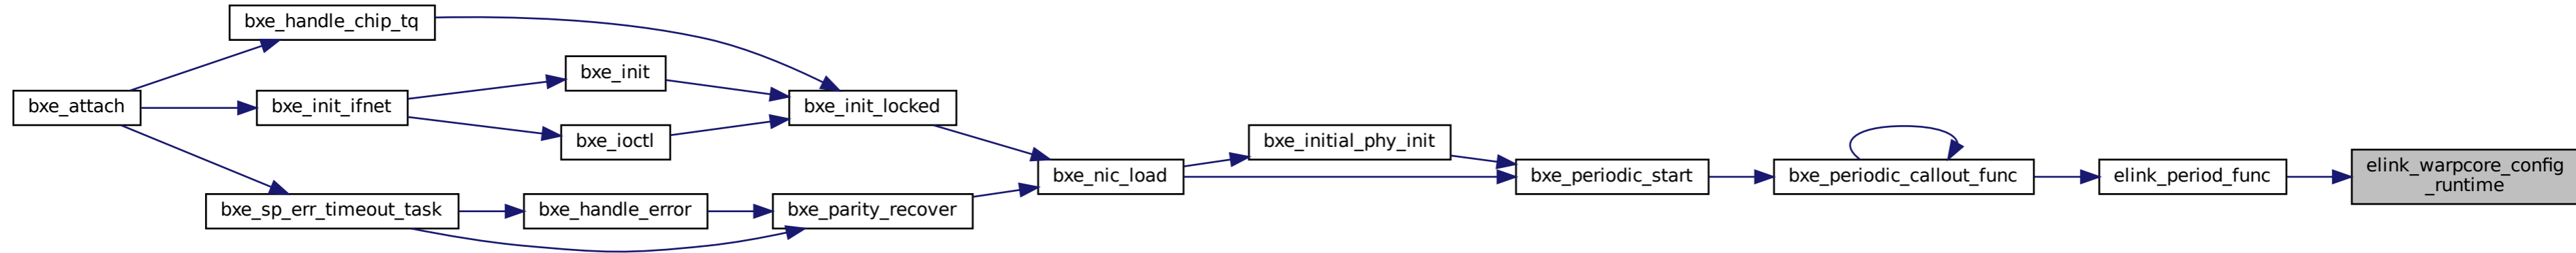 bxe_handle_chip_tq
bxe_init
bxe_attach
bxe_init_ifnet
bxe_init_locked
bxe_ioctl
bxe_initial_phy_init
bxe_nic_load
bxe_periodic_start
bxe_periodic_callout_func
elink_period_func
elink_warpcore_config
_runtime
bxe_sp_err_timeout_task
bxe_handle_error
bxe_parity_recover